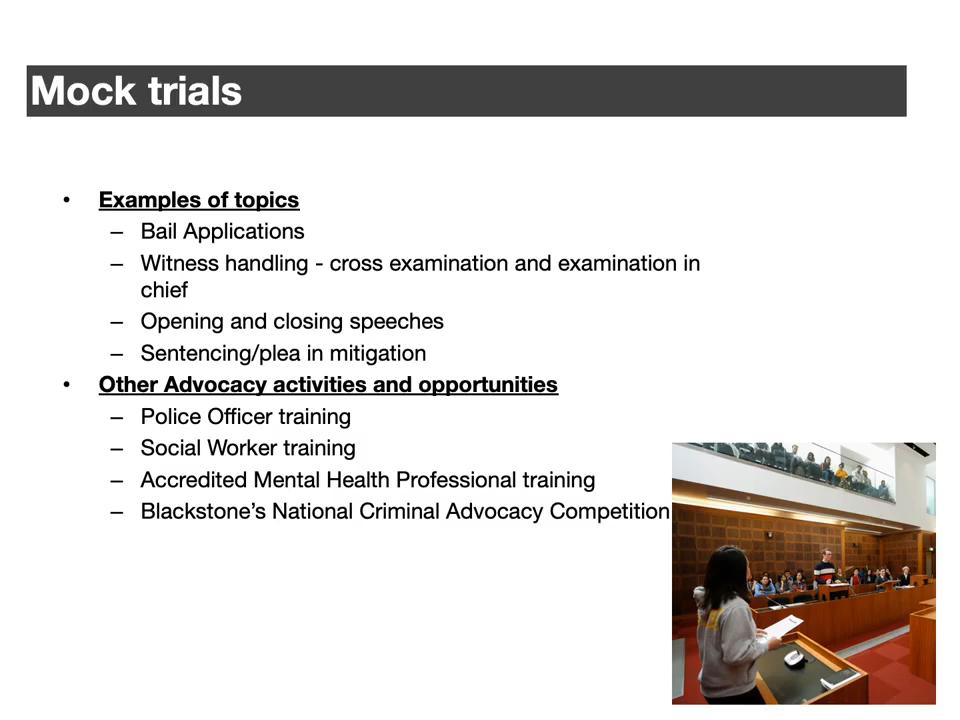 Mock trials
• Examples of topics
– Bail Applications
– Witness handling - cross examination and examination in
chief
– Opening and closing speeches
– Sentencing/plea in mitigation
• Other Advocacy activities and opportunities
– Police Officer training
– Social Worker training
– Accredited Mental Health Professional training
– Blackstone’s National Criminal Advocacy Competition